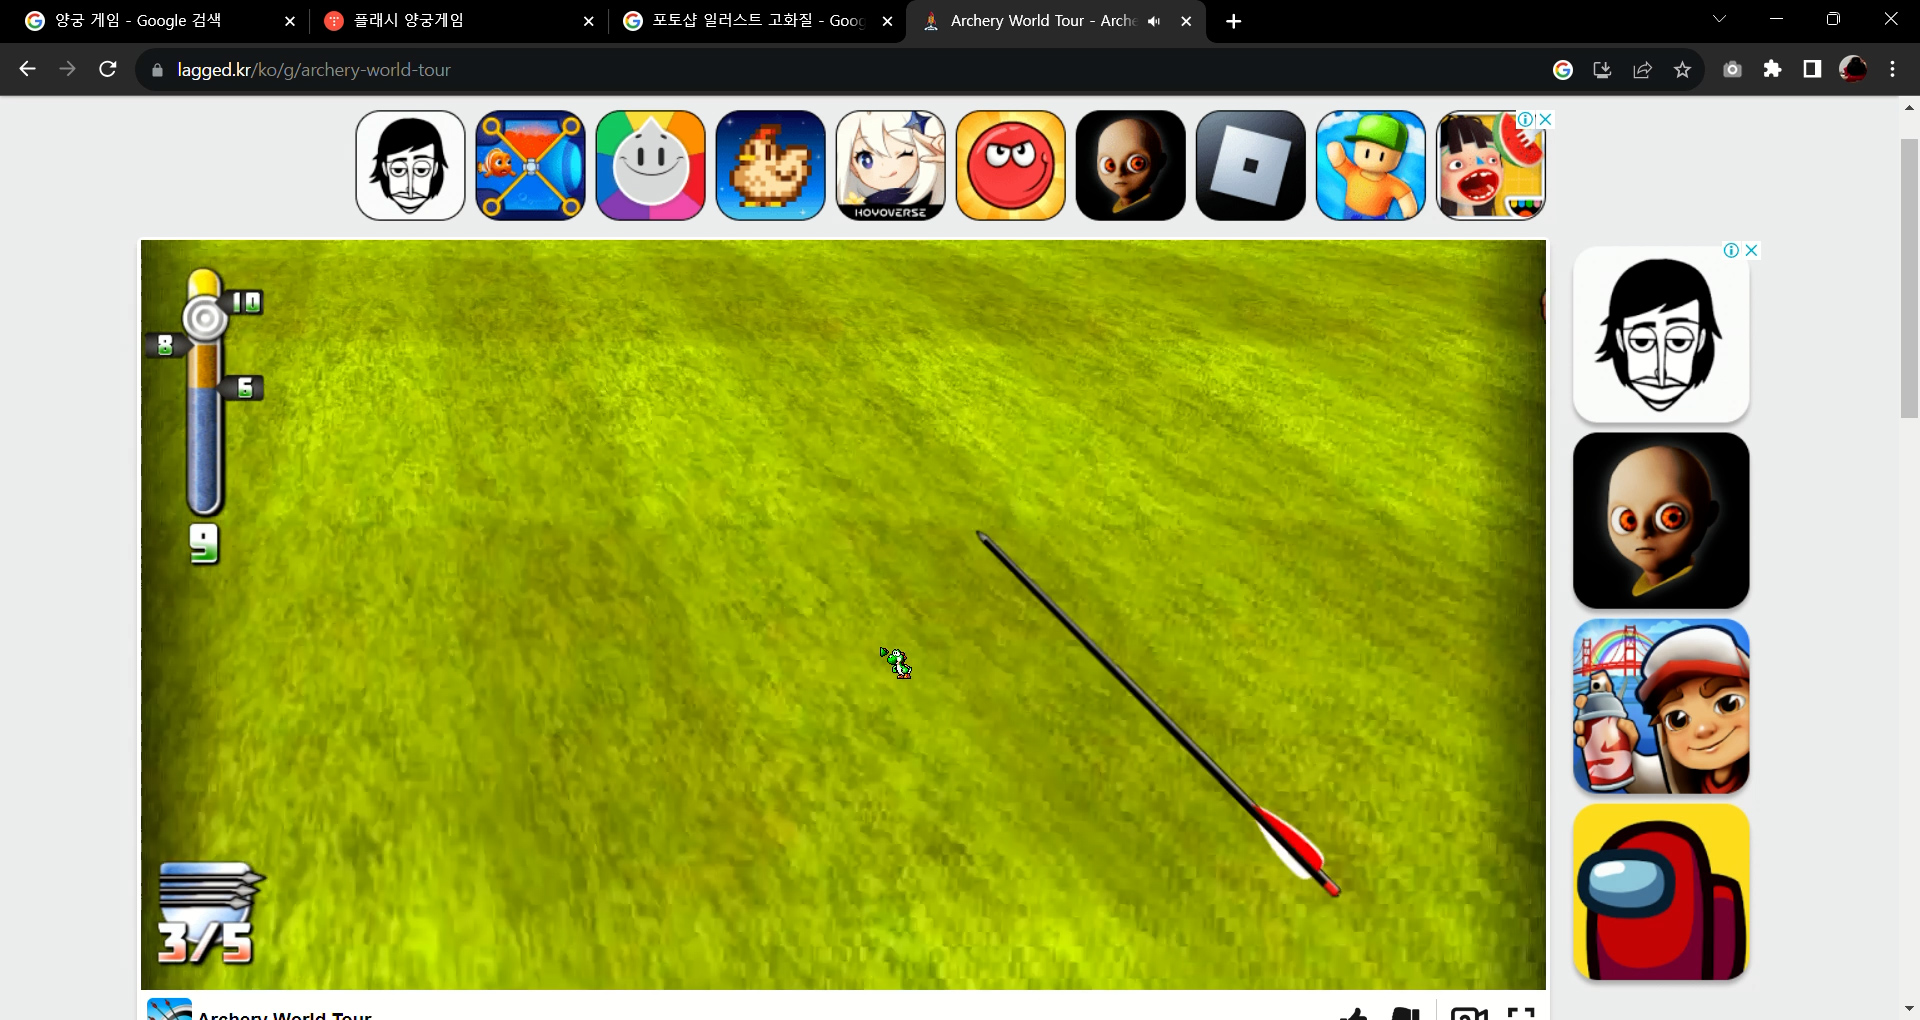 양궁 게임 - Google 검색
플래시 양궁게임
포토샵 일러스트 고화질 - Goog
Archery World Tour - Arche
lagged.kr/ko/g/archery-world-tour
HOYOVERSE
10
8
6
9
3/5
Archery World Tour